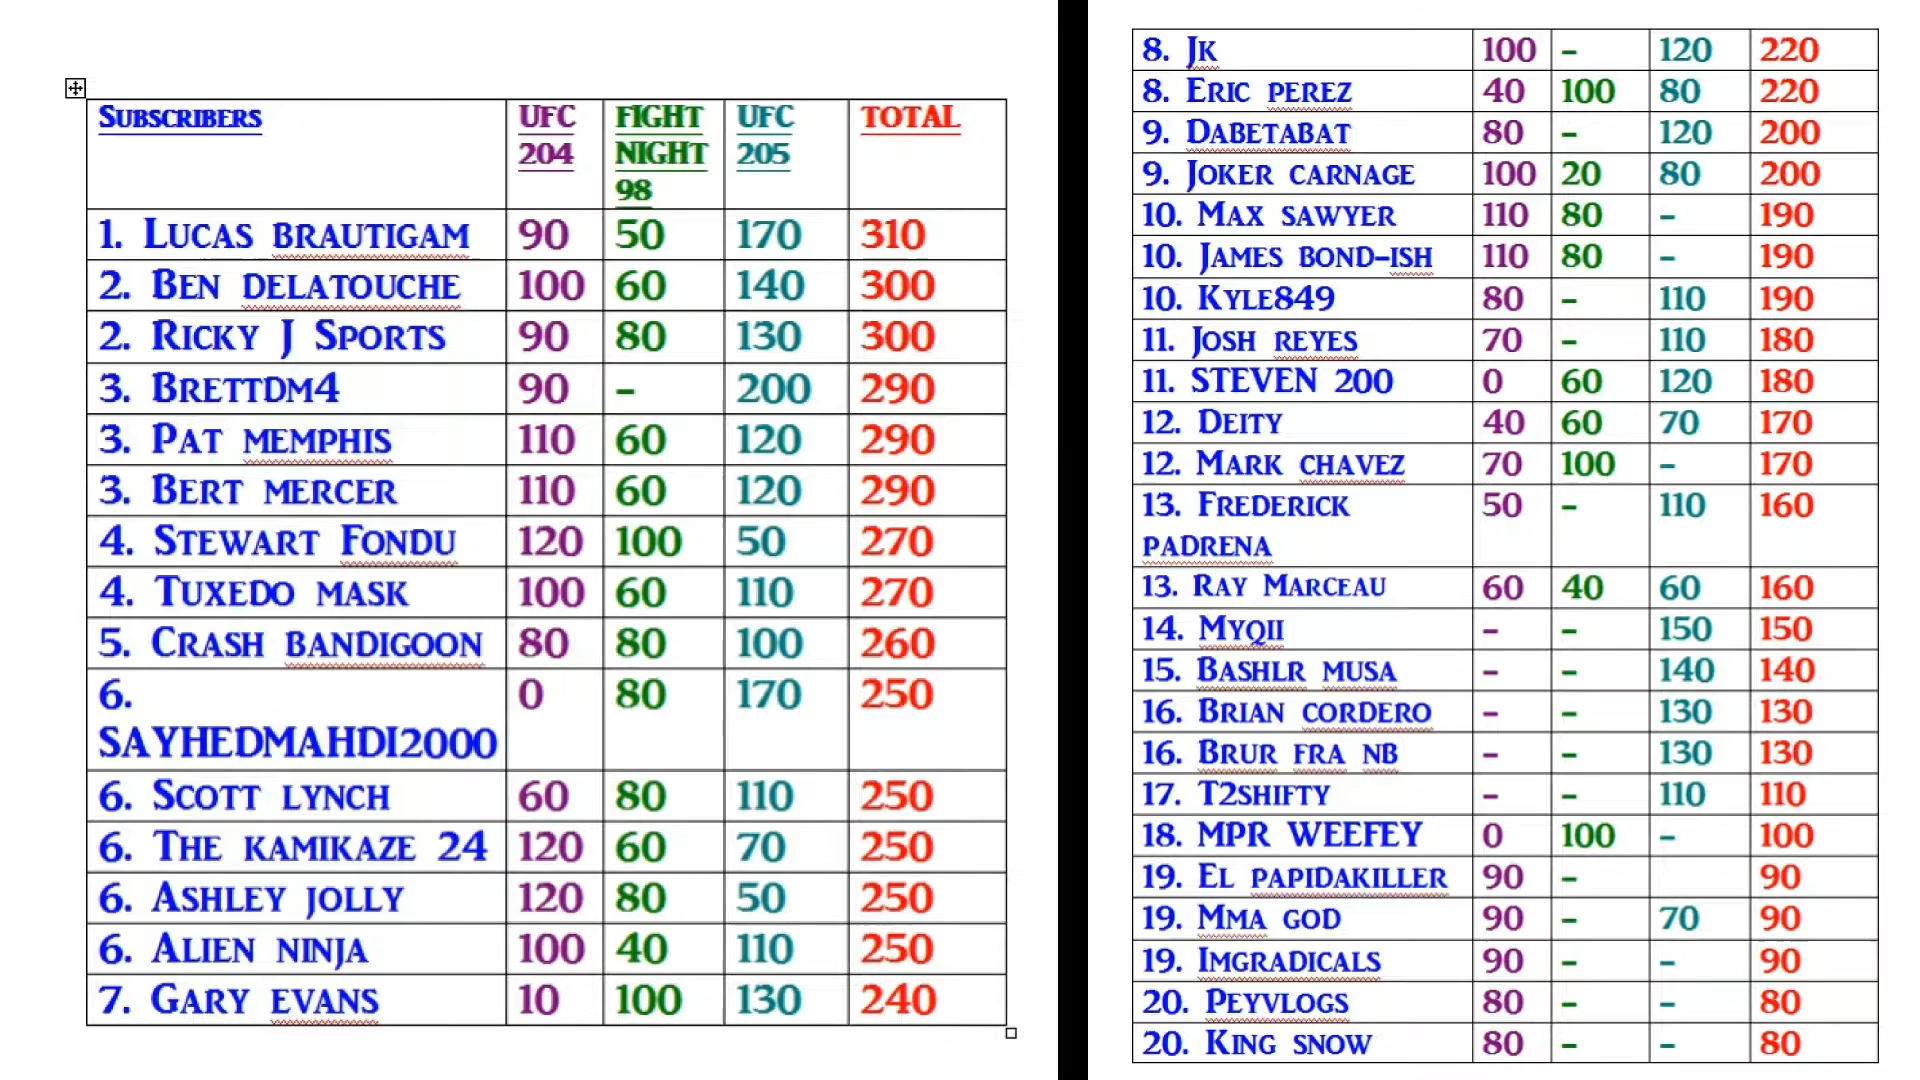 Subscribers UFC 204 FIGHT NIGHT 98 UFC 205 TOTAL
1. Lucas brautigam 90 50 170 310
2. Ben delatouche 100 60 140 300
2. Ricky J Sports 90 80 130 300
3. Brettdm4 90 – 200 290
3. Pat memphis 110 60 120 290
3. Bert mercer 110 60 120 290
4. Stewart Fondu 120 100 50 270
4. Tuxedo mask 100 60 110 270
5. Crash bandigoon 80 80 100 260
6. SAYHEDMAHDI2000 0 80 170 250
6. Scott lynch 60 80 110 250
6. The kamikaze 24 120 60 70 250
6. Ashley jolly 120 80 50 250
6. Alien ninja 100 40 110 250
7. Gary evans 10 100 130 240
8. Jk 100 – 120 220
8. Eric perez 40 100 80 220
9. Dabetabat 80 – 120 200
9. Joker carnage 100 20 80 200
10. Max sawyer 110 80 – 190
10. James bond-ish 110 80 – 190
10. Kyle849 80 – 110 190
11. Josh reyes 70 – 110 180
11. STEVEN 200 0 60 120 180
12. Deity 40 60 70 170
12. Mark chavez 70 100 – 170
13. Frederick padrena 50 – 110 160
13. Ray Marceau 60 40 60 160
14. Myqii – – 150 150
15. Bashlr musa – – 140 140
16. Brian cordero – – 130 130
16. Brur fra nb – – 130 130
17. T2shifty – – 110 110
18. MPR WEEFEY 0 100 – 100
19. El papidakiller 90 – 90
19. Mma god 90 – 70 90
19. Imgradicals 90 – – 90
20. Peyvlogs 80 – – 80
20. King snow 80 – – 80